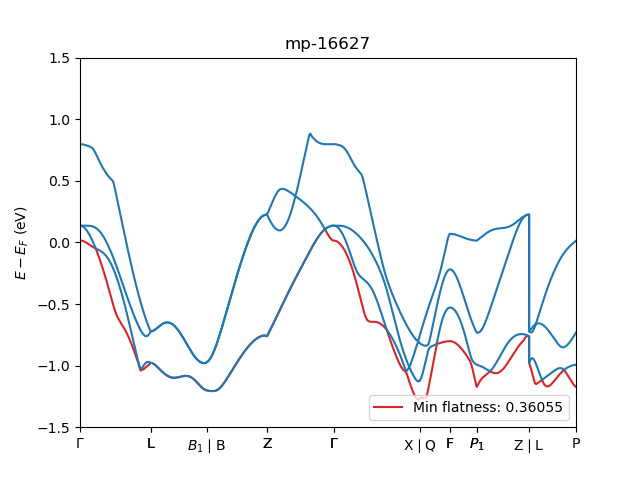 mp-16627
E − E_F (eV)
1.5
1.0
0.5
0.0
−0.5
−1.0
−1.5
Min flatness: 0.36055
Γ L B₁ | B Z Γ X | Q F P₁ Z | L P